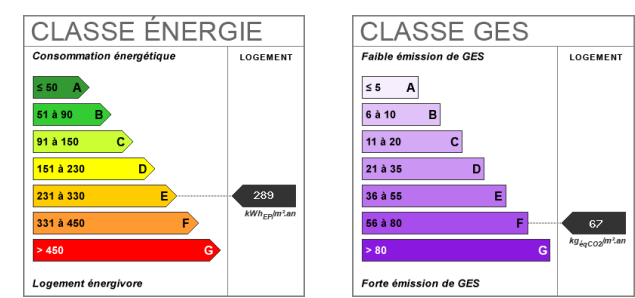 CLASSE ÉNERGIE
Consommation énergétique
LOGEMENT
≤ 50 A
51 à 90 B
91 à 150 C
151 à 230 D
231 à 330 E
289
kWhEP/m².an
331 à 450 F
> 450 G
Logement énergivore
CLASSE GES
Faible émission de GES
LOGEMENT
≤ 5 A
6 à 10 B
11 à 20 C
21 à 35 D
36 à 55 E
56 à 80 F
67
kgéqCO2/m².an
> 80 G
Forte émission de GES